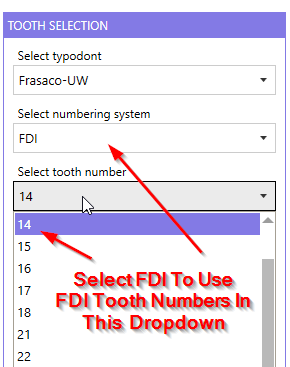 TOOTH SELECTION
Select typodont
Frasaco-UW
Select numbering system
FDI
Select tooth number
14
14
15
16
17
18
21
22
Select FDI To Use
FDI Tooth Numbers In
This Dropdown